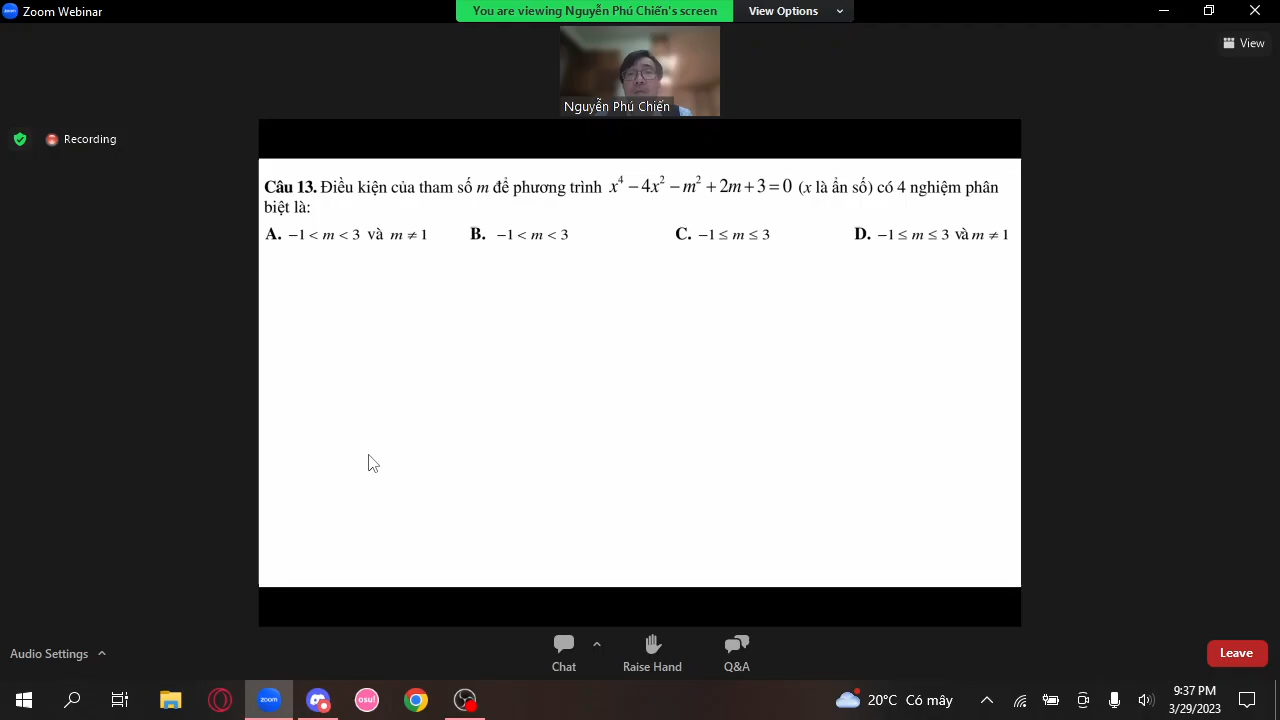 Zoom Webinar
You are viewing Nguyễn Phú Chiến's screen
View Options
View
Nguyễn Phú Chiến
Recording
Câu 13. Điều kiện của tham số m để phương trình x⁴ − 4x² − m² + 2m + 3 = 0 (x là ẩn số) có 4 nghiệm phân
biệt là:
A. −1 < m < 3 và m ≠ 1 B. −1 < m < 3 C. −1 ≤ m ≤ 3 D. −1 ≤ m ≤ 3 và m ≠ 1
Audio Settings
Chat
Raise Hand
Q&A
Leave
zoom
osu!
20°C Có mây
9:37 PM
3/29/2023